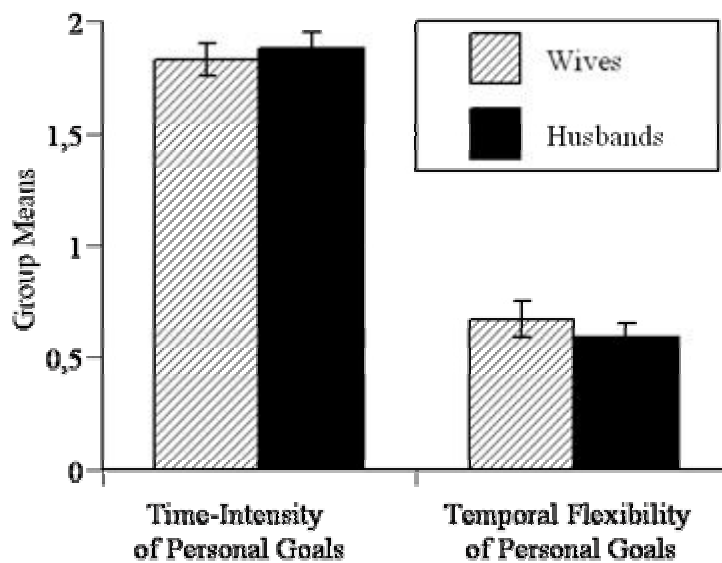 2
1,5
1
0,5
0
Group Means
Wives
Husbands
Time-Intensity
of Personal Goals
Temporal Flexibility
of Personal Goals